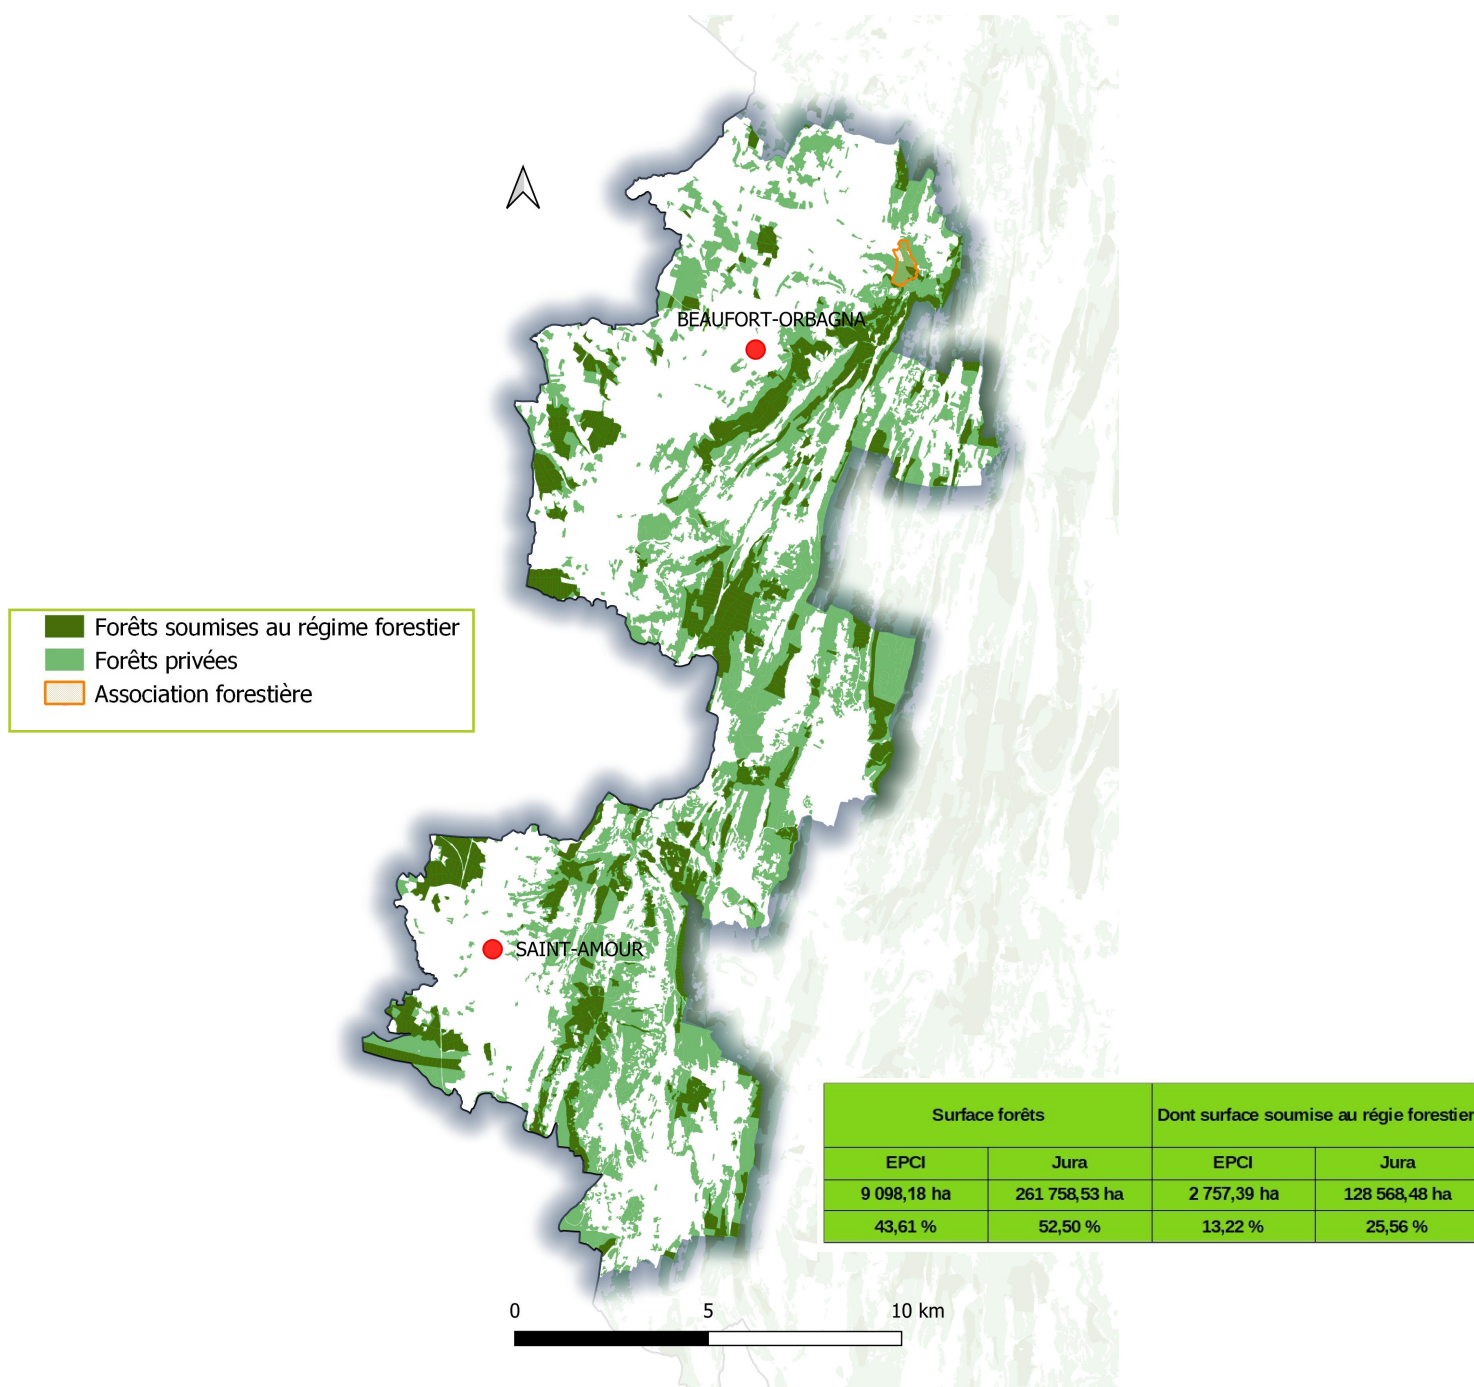 BEAUFORT-ORBAGNA
Forêts soumises au régime forestier
Forêts privées
Association forestière
SAINT-AMOUR
Surface forêts Dont surface soumise au régie forestier
EPCI Jura EPCI Jura
9 098,18 ha 261 758,53 ha 2 757,39 ha 128 568,48 ha
43,61 % 52,50 % 13,22 % 25,56 %
0 5 10 km